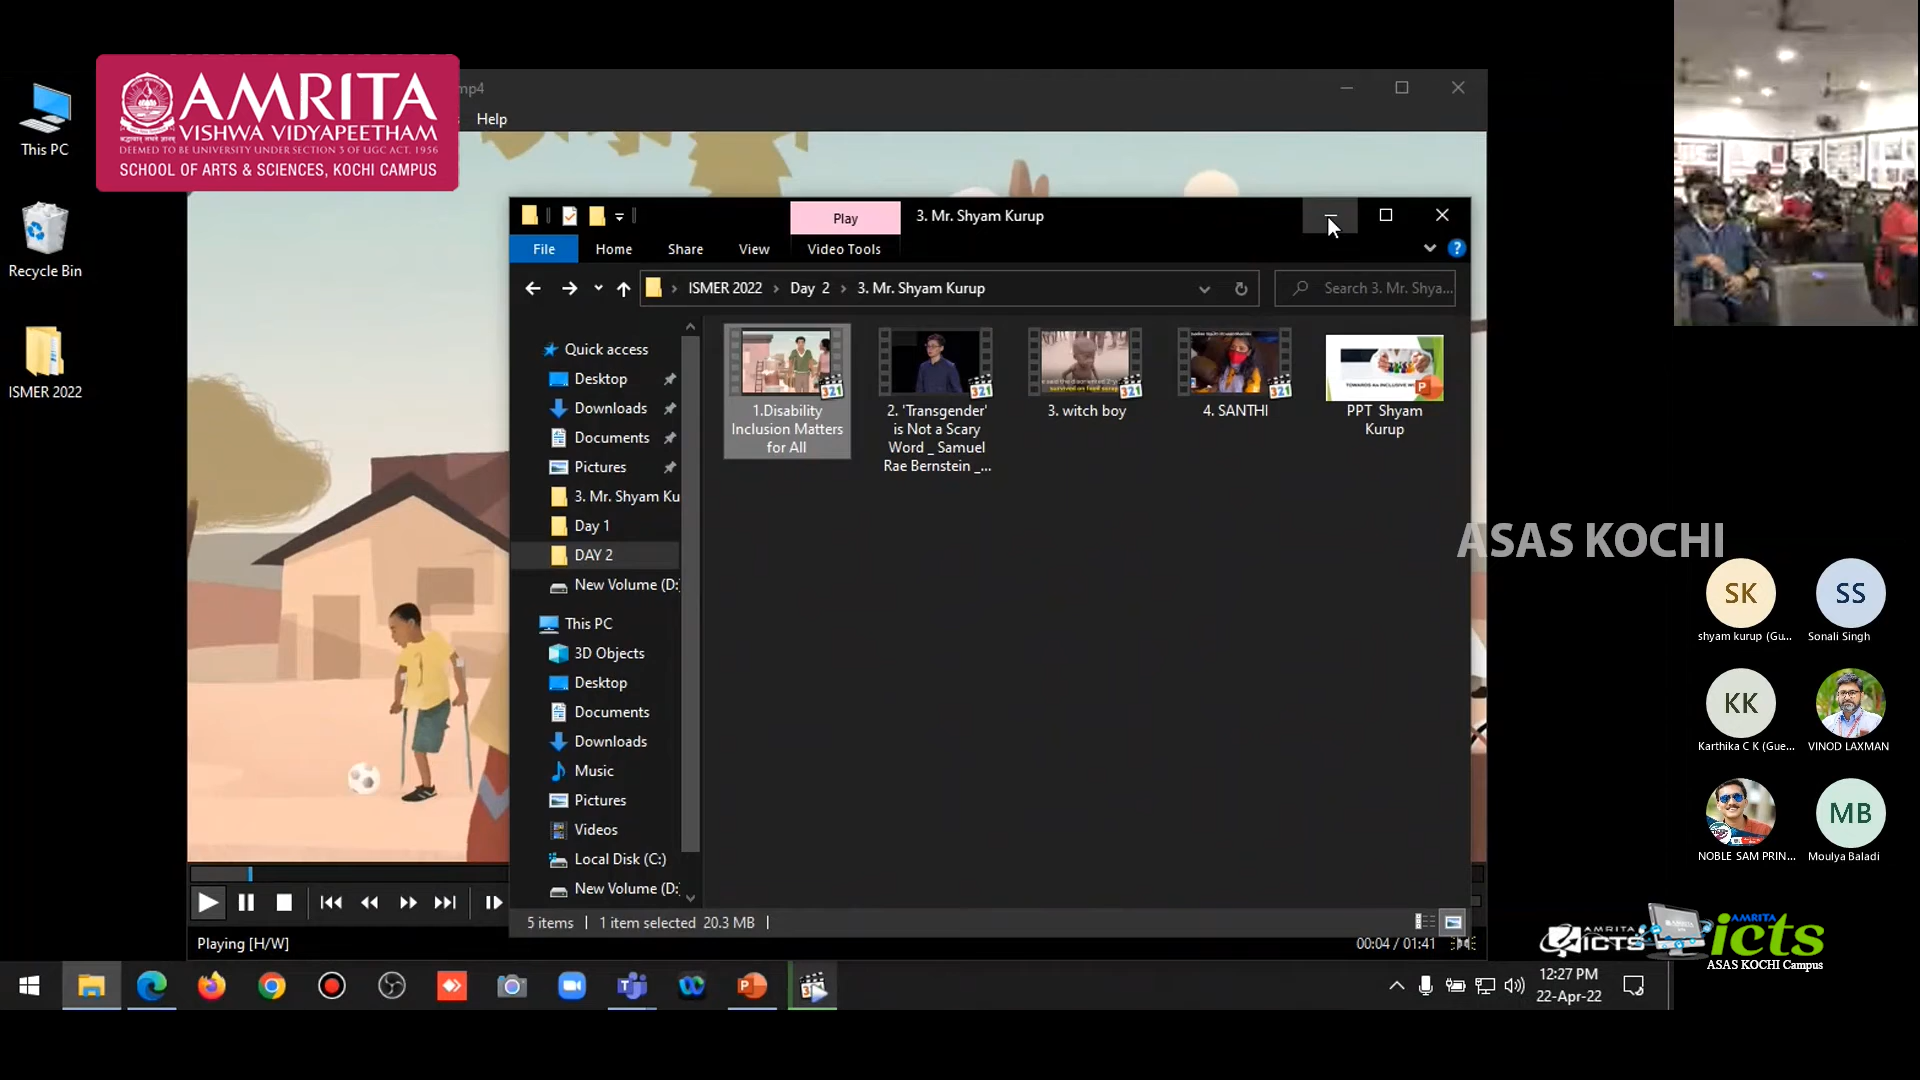 This PC
Recycle Bin
ISMER 2022
AMRITA
VISHWA VIDYAPEETHAM
DEEMED TO BE UNIVERSITY UNDER SECTION 3 OF UGC ACT. 1956
SCHOOL OF ARTS & SCIENCES, KOCHI CAMPUS
mp4
Help
Play
3. Mr. Shyam Kurup
File
Home
Share
View
Video Tools
ISMER 2022
Day 2
3. Mr. Shyam Kurup
Search 3. Mr. Shya...
Quick access
Desktop
Downloads
Documents
Pictures
3. Mr. Shyam Ku
Day 1
DAY 2
New Volume (D:
This PC
3D Objects
Desktop
Documents
Downloads
Music
Pictures
Videos
Local Disk (C:)
New Volume (D:
1.Disability
Inclusion Matters
for All
2. 'Transgender'
is Not a Scary
Word _ Samuel
Rae Bernstein _...
3. witch boy
4. SANTHI
PPT Shyam
Kurup
5 items
1 item selected 20.3 MB
Playing [H/W]
00:04 / 01:41
ASAS KOCHI
SK
shyam kurup (Gu...
SS
Sonali Singh
KK
Karthika C K (Gue...
VINOD LAXMAN
NOBLE SAM PRIN...
MB
Moulya Baladi
AMRITA
ICTS
AMRITA
icts
ASAS KOCHI Campus
12:27 PM
22-Apr-22